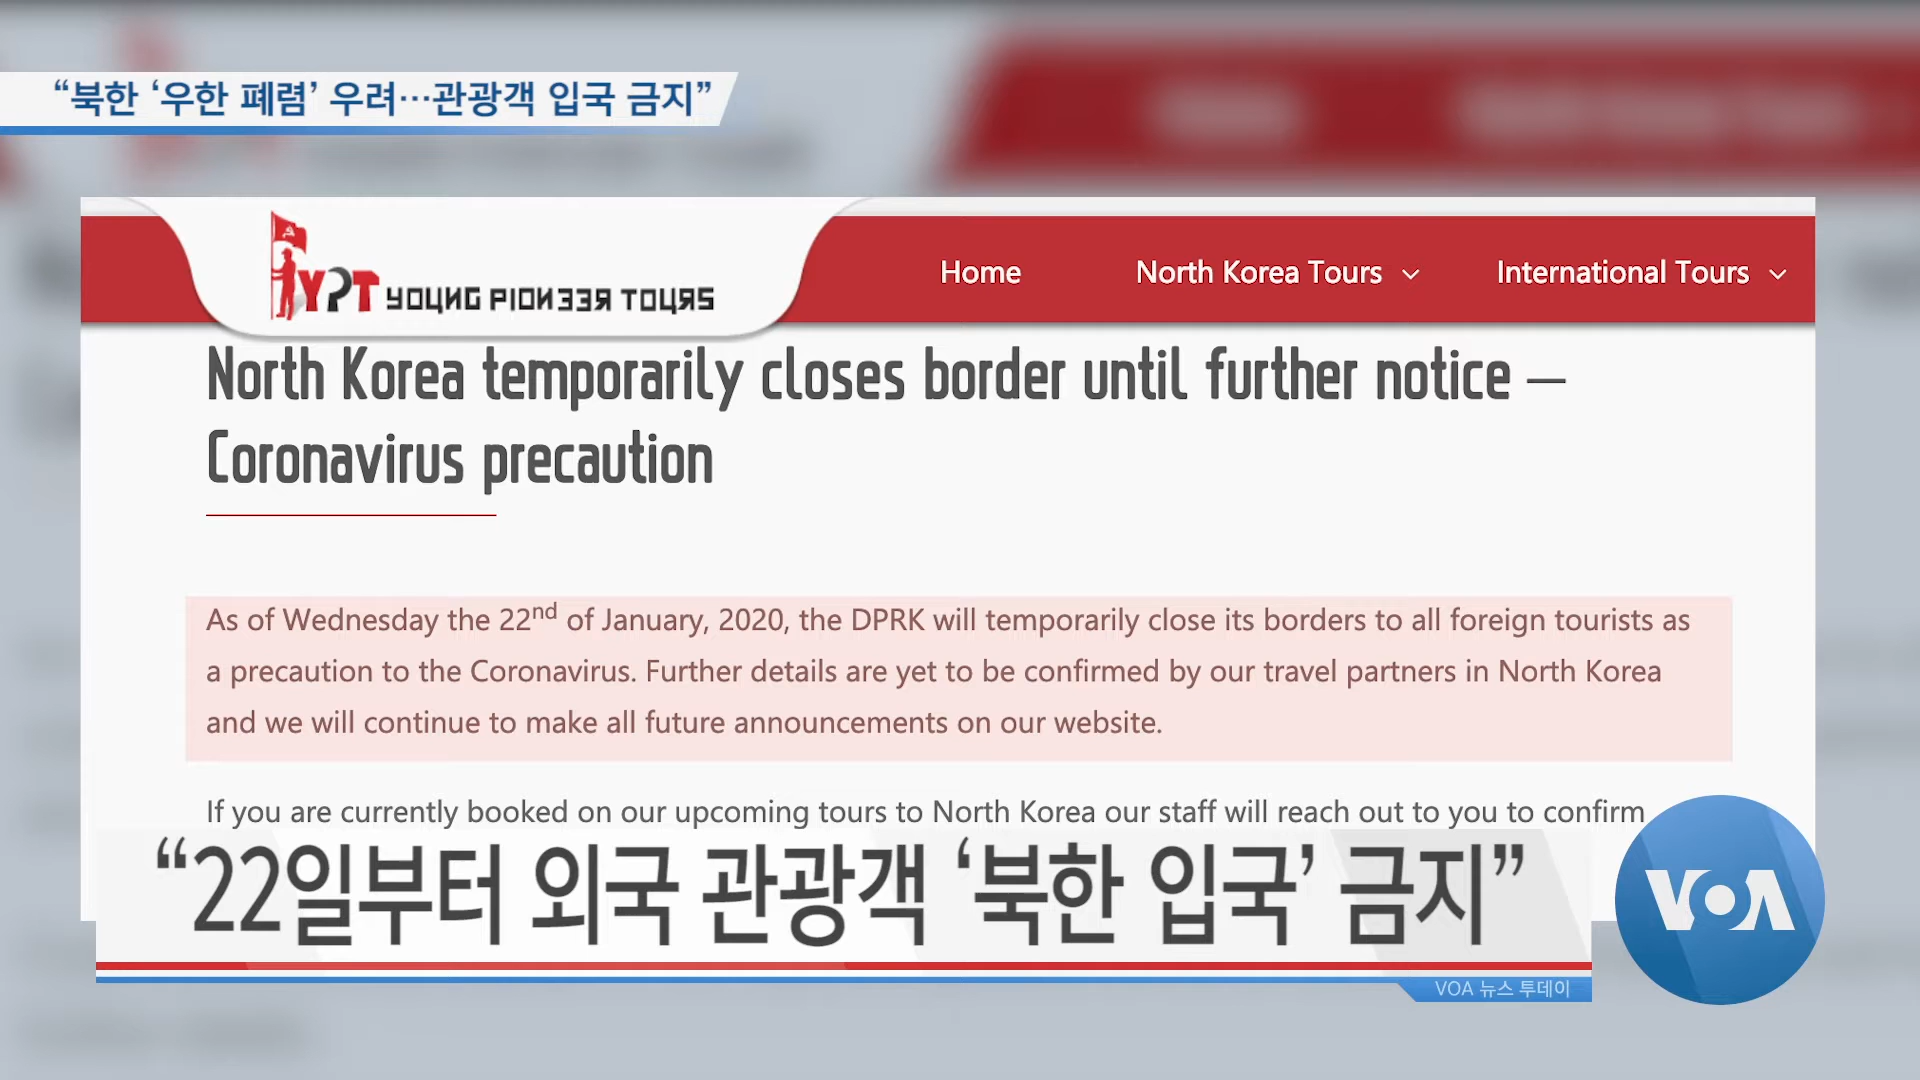 “북한 ‘우한 폐렴’ 우려…관광객 입국 금지”
YPT YOUNG PIONEER TOURS
Home North Korea Tours International Tours
North Korea temporarily closes border until further notice –
Coronavirus precaution
As of Wednesday the 22nd of January, 2020, the DPRK will temporarily close its borders to all foreign tourists as
a precaution to the Coronavirus. Further details are yet to be confirmed by our travel partners in North Korea
and we will continue to make all future announcements on our website.
If you are currently booked on our upcoming tours to North Korea our staff will reach out to you to confirm
“22일부터 외국 관광객 ‘북한 입국’ 금지”
VOA
VOA 뉴스 투데이